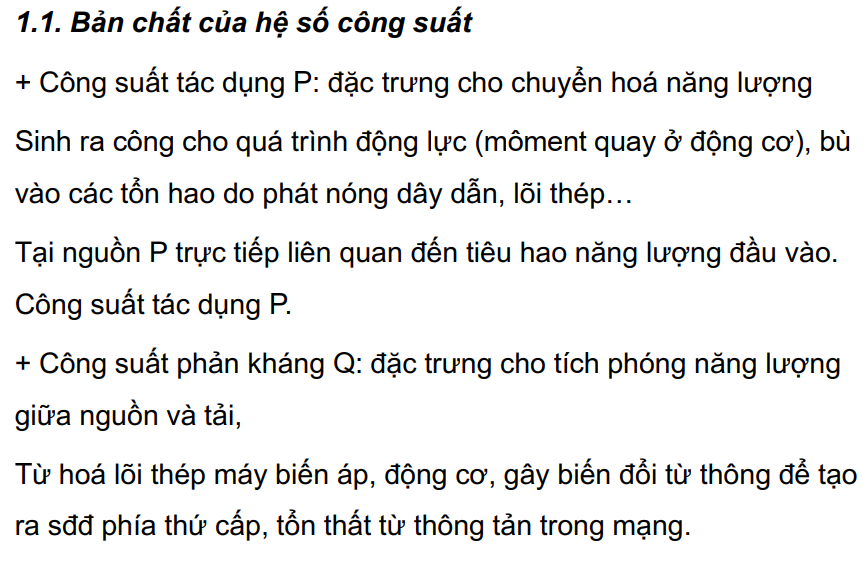 1.1. Bản chất của hệ số công suất
+ Công suất tác dụng P: đặc trưng cho chuyển hoá năng lượng
Sinh ra công cho quá trình động lực (môment quay ở động cơ), bù
vào các tổn hao do phát nóng dây dẫn, lõi thép…
Tại nguồn P trực tiếp liên quan đến tiêu hao năng lượng đầu vào.
Công suất tác dụng P.
+ Công suất phản kháng Q: đặc trưng cho tích phóng năng lượng
giữa nguồn và tải,
Từ hoá lõi thép máy biến áp, động cơ, gây biến đổi từ thông để tạo
ra sđđ phía thứ cấp, tổn thất từ thông tản trong mạng.